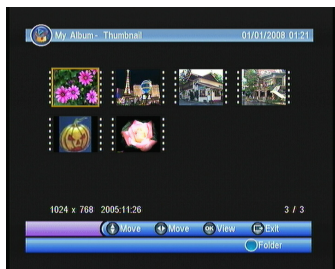 My Album- Thumbnail 01/01/2008 01:21
1024 x 768 2005:11:26 3 / 3
Move Move OK View Exit
Folder